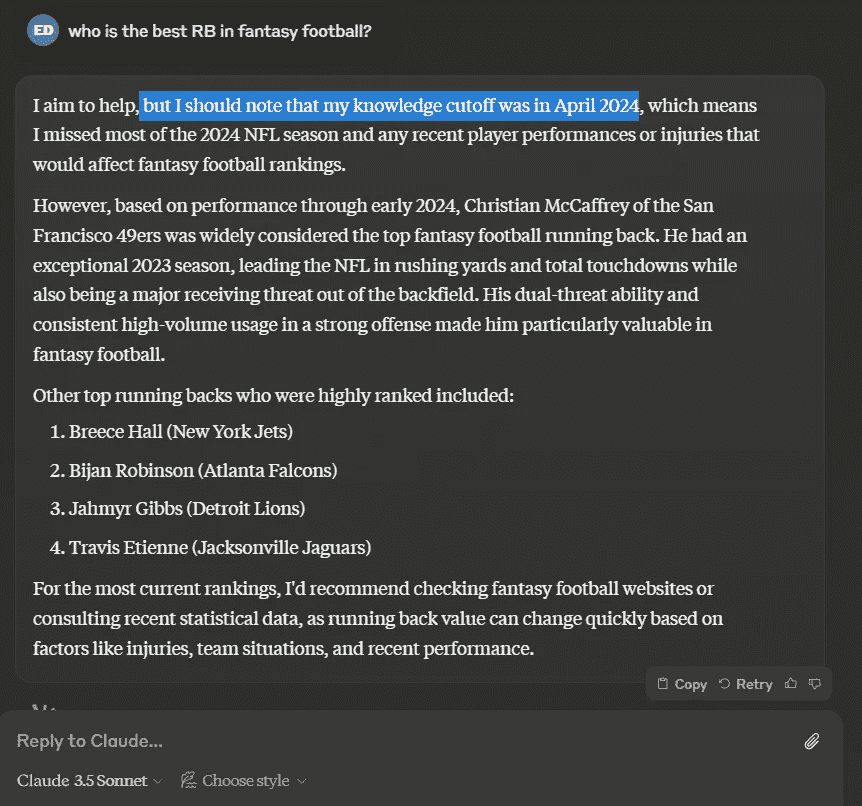 ED who is the best RB in fantasy football?
I aim to help, but I should note that my knowledge cutoff was in April 2024, which means
I missed most of the 2024 NFL season and any recent player performances or injuries that
would affect fantasy football rankings.
However, based on performance through early 2024, Christian McCaffrey of the San
Francisco 49ers was widely considered the top fantasy football running back. He had an
exceptional 2023 season, leading the NFL in rushing yards and total touchdowns while
also being a major receiving threat out of the backfield. His dual-threat ability and
consistent high-volume usage in a strong offense made him particularly valuable in
fantasy football.
Other top running backs who were highly ranked included:
1. Breece Hall (New York Jets)
2. Bijan Robinson (Atlanta Falcons)
3. Jahmyr Gibbs (Detroit Lions)
4. Travis Etienne (Jacksonville Jaguars)
For the most current rankings, I'd recommend checking fantasy football websites or
consulting recent statistical data, as running back value can change quickly based on
factors like injuries, team situations, and recent performance.
Copy Retry
Reply to Claude...
Claude 3.5 Sonnet Choose style